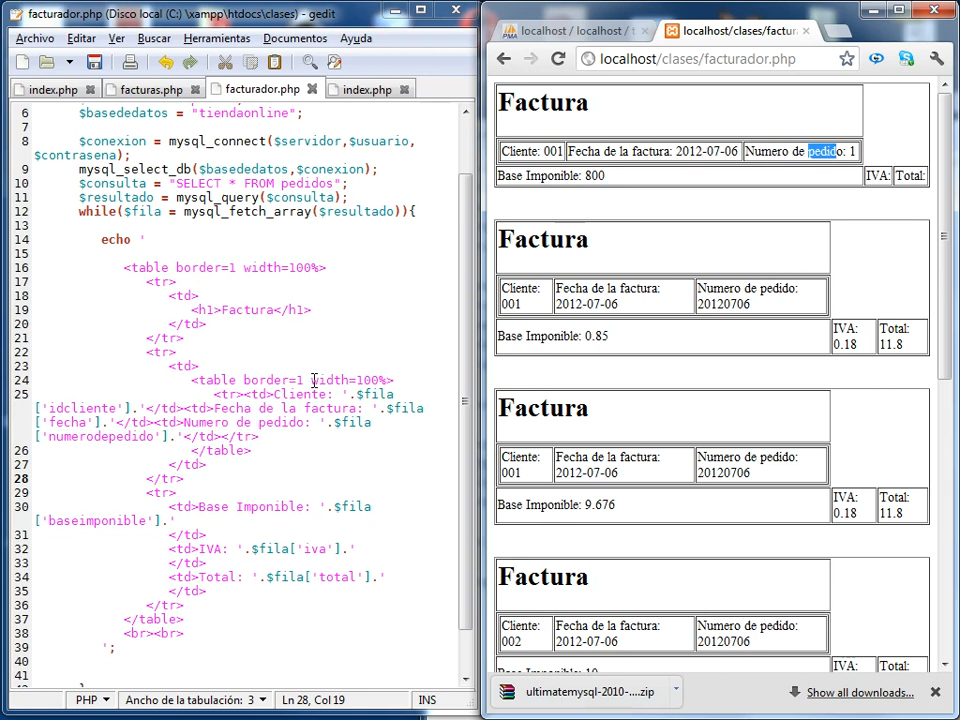 facturador.php (Disco local (C:) \xampp\htdocs\clases) - gedit
Archivo Editar Ver Buscar Herramientas Documentos Ayuda
index.php facturas.php facturador.php index.php
6 $basededatos = "tiendaonline";
7
8 $conexion = mysql_connect($servidor,$usuario,
$contrasena);
9 mysql_select_db($basededatos,$conexion);
10 $consulta = "SELECT * FROM pedidos";
11 $resultado = mysql_query($consulta);
12 while($fila = mysql_fetch_array($resultado)){
13
14 echo '
15
16 <table border=1 width=100%>
17 <tr>
18 <td>
19 <h1>Factura</h1>
20 </td>
21 </tr>
22 <tr>
23 <td>
24 <table border=1 width=100%>
25 <tr><td>Cliente: '.$fila
['idcliente'].'</td><td>Fecha de la factura: '.$fila
['fecha'].'</td><td>Numero de pedido: '.$fila
['numerodepedido'].'</td></tr>
26 </table>
27 </td>
28 </tr>
29 <tr>
30 <td>Base Imponible: '.$fila
['baseimponible'].'
31 </td>
32 <td>IVA: '.$fila['iva'].'
33 </td>
34 <td>Total: '.$fila['total'].'
35 </td>
36 </tr>
37 </table>
38 <br><br>
39 ';
40
41
PHP Ancho de la tabulación: 3 Ln 28, Col 19 INS
localhost / localhost / t localhost/clases/factur
localhost/clases/facturador.php
Factura
Cliente: 001 Fecha de la factura: 2012-07-06 Numero de pedido: 1
Base Imponible: 800 IVA: Total:
Factura
Cliente: Fecha de la factura: Numero de pedido:
001 2012-07-06 20120706
Base Imponible: 0.85 IVA: Total:
0.18 11.8
Factura
Cliente: Fecha de la factura: Numero de pedido:
001 2012-07-06 20120706
Base Imponible: 9.676 IVA: Total:
0.18 11.8
Factura
Cliente: Fecha de la factura: Numero de pedido:
002 2012-07-06 20120706
Base Imponible: 10 IVA: Total:
ultimatemysql-2010-....zip Show all downloads...